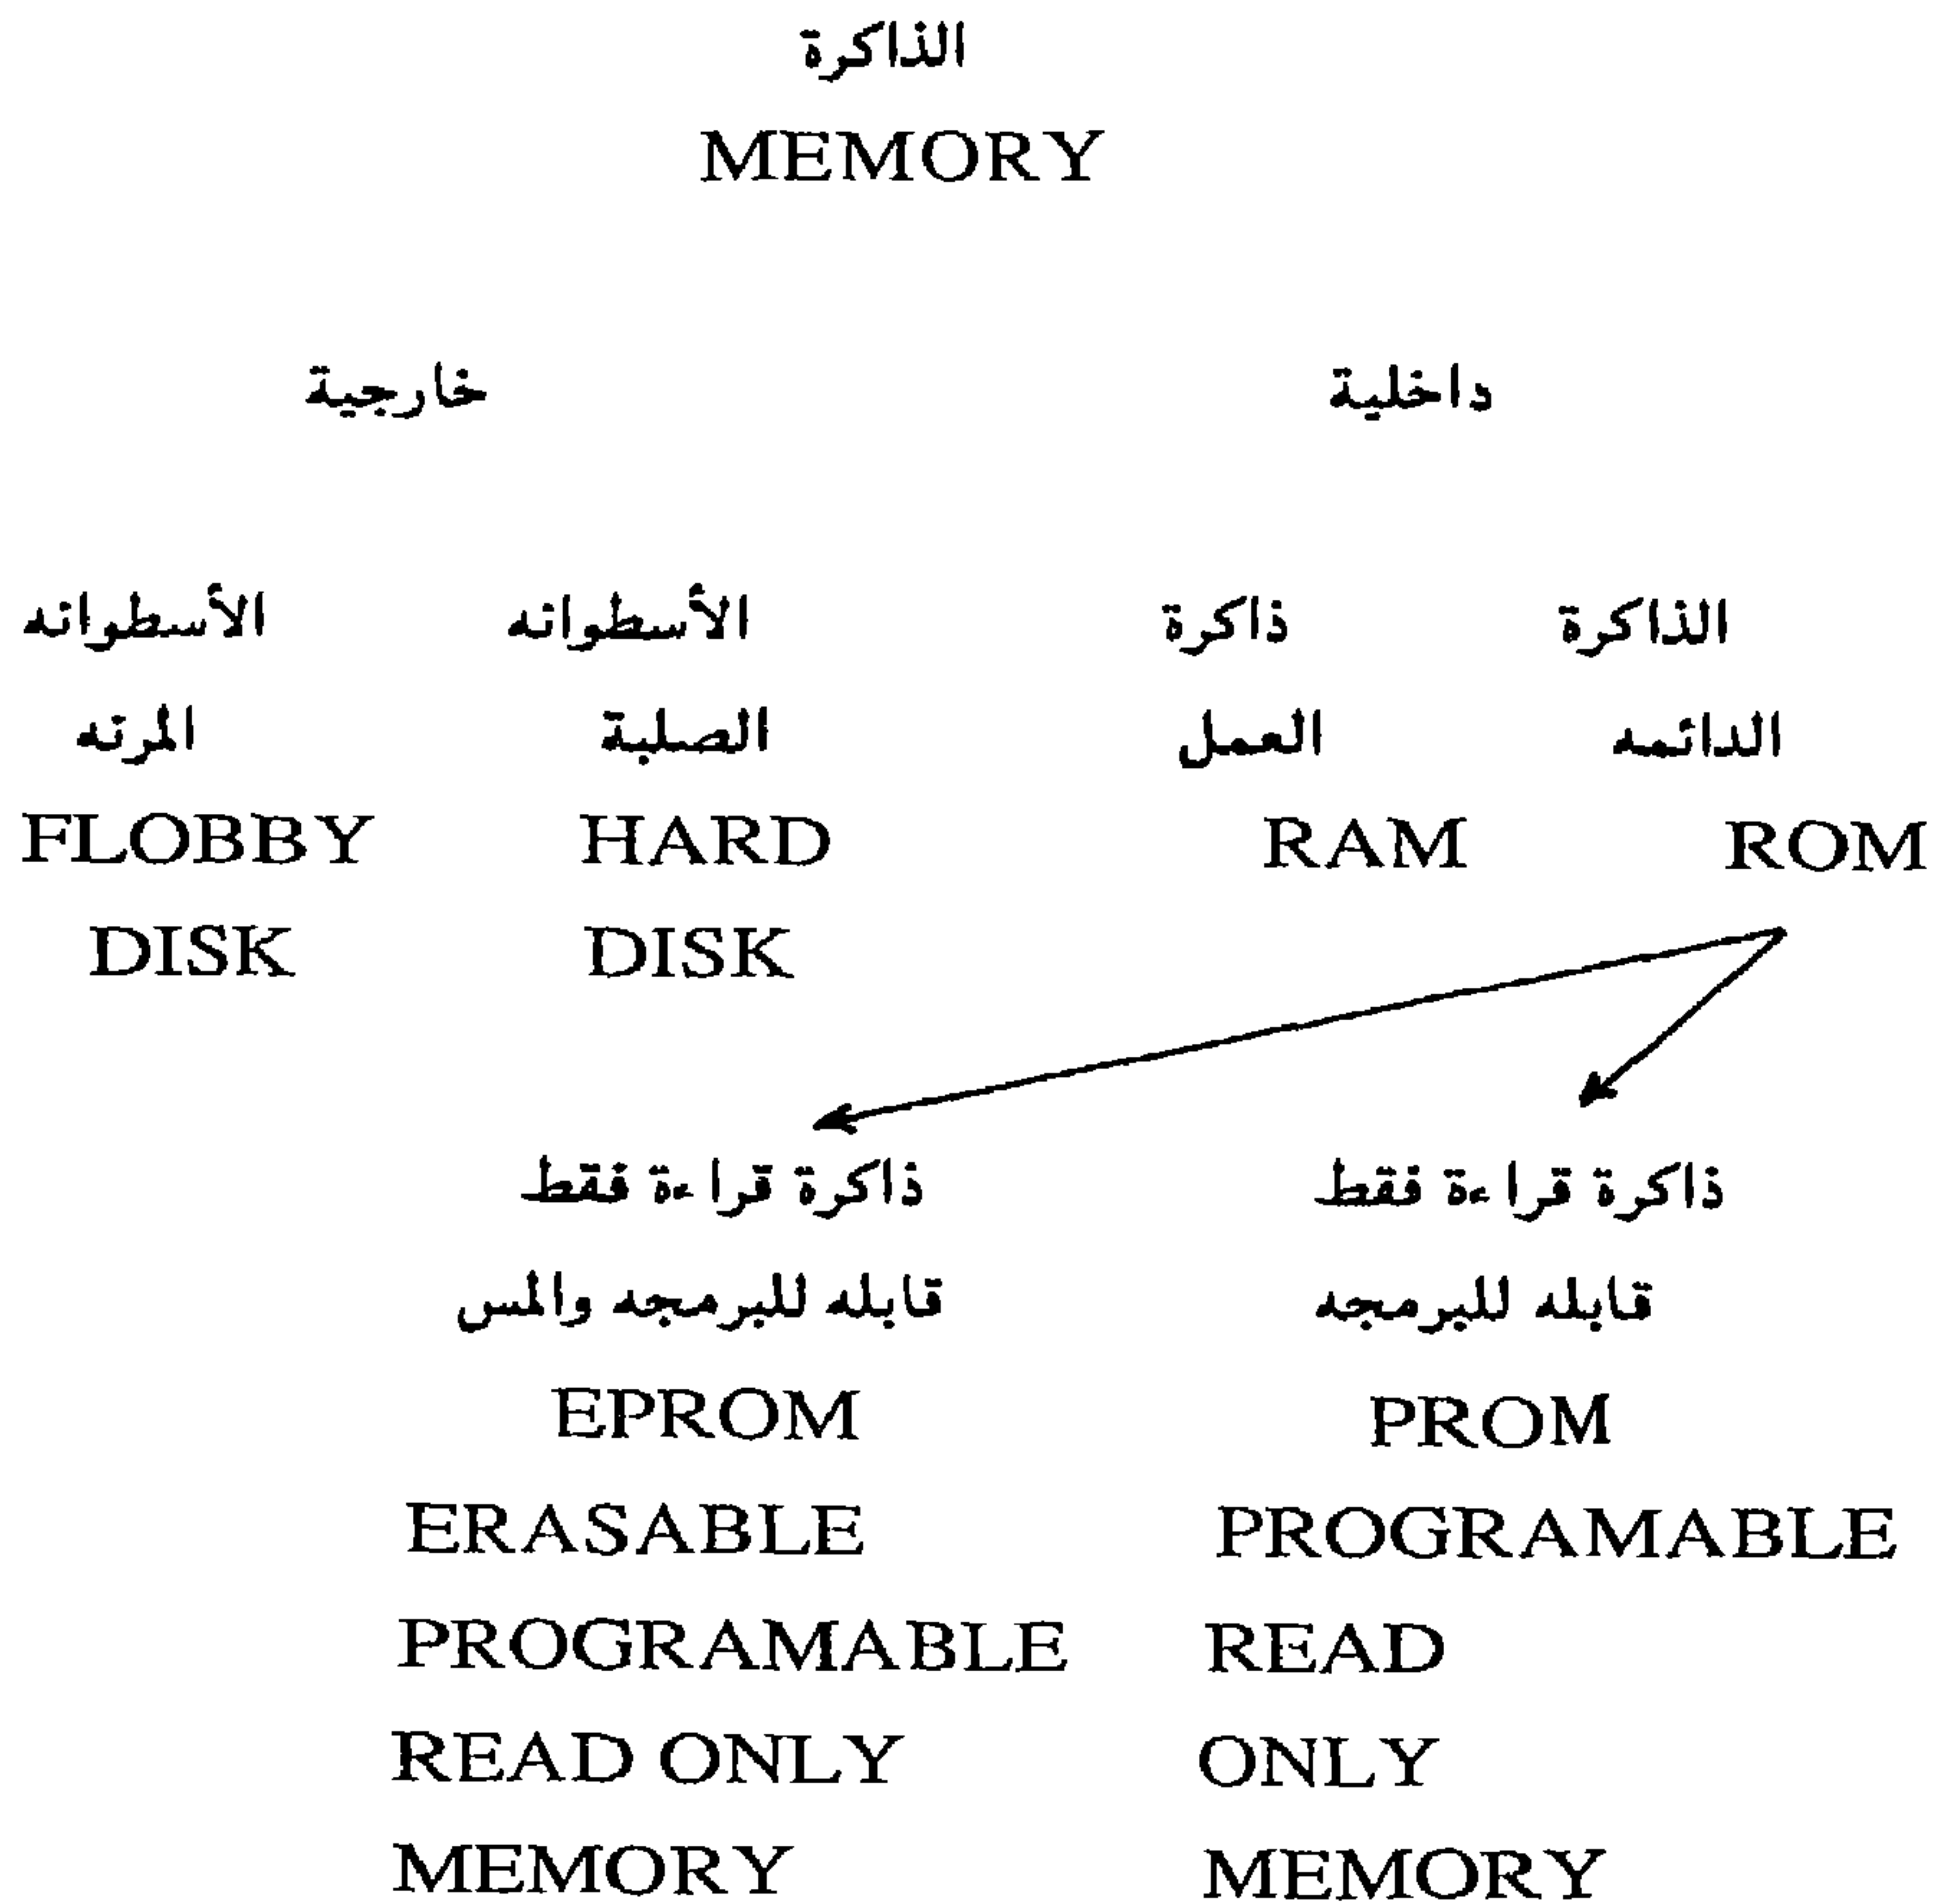 الذاكرة
MEMORY
داخلية
خارجية
الذاكرة
الدائمه
ROM
ذاكرة
العمل
RAM
الأسطوانه
الصلبة
HARD
DISK
الأسطوانه
المرنه
FLOBBY
DISK
ذاكرة قراءة فقط
قابله للبرمجه
PROM
PROGRAMABLE
READ
ONLY
MEMORY
ذاكرة قراءة فقط
قابله للبرمجه والمس
EPROM
ERASABLE
PROGRAMABLE
READ ONLY
MEMORY